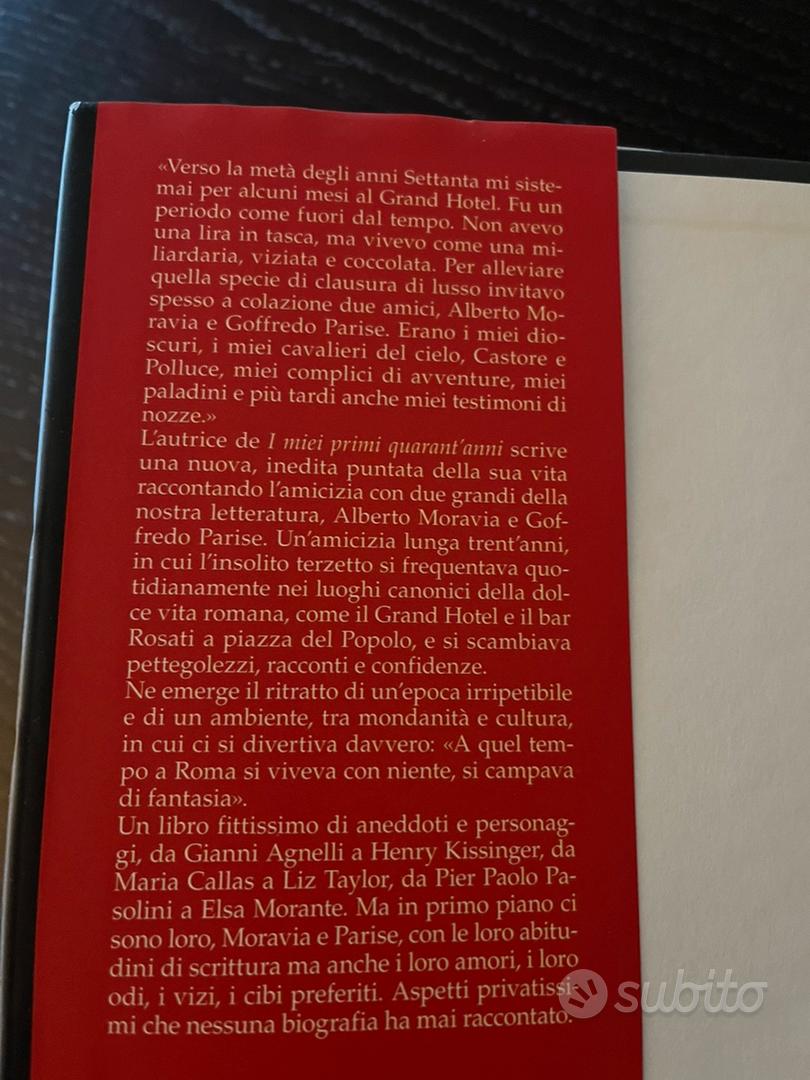 «Verso la metà degli anni Settanta mi siste-
mai per alcuni mesi al Grand Hotel. Fu un
periodo come fuori dal tempo. Non avevo
una lira in tasca, ma vivevo come una mi-
liardaria, viziata e coccolata. Per alleviare
quella specie di clausura di lusso invitavo
spesso a colazione due amici, Alberto Mo-
ravia e Goffredo Parise. Erano i miei dio-
scuri, i miei cavalieri del cielo, Castore e
Polluce, miei complici di avventure, miei
paladini e più tardi anche miei testimoni di
nozze.»
L'autrice de I miei primi quarant'anni scrive
una nuova, inedita puntata della sua vita
raccontando l'amicizia con due grandi della
nostra letteratura, Alberto Moravia e Gof-
fredo Parise. Un'amicizia lunga trent'anni,
in cui l'insolito terzetto si frequentava quo-
tidianamente nei luoghi canonici della dol-
ce vita romana, come il Grand Hotel e il bar
Rosati a piazza del Popolo, e si scambiava
pettegolezzi, racconti e confidenze.
Ne emerge il ritratto di un'epoca irripetibile
e di un ambiente, tra mondanità e cultura,
in cui ci si divertiva davvero: «A quel tem-
po a Roma si viveva con niente, si campava
di fantasia».
Un libro fittissimo di aneddoti e personag-
gi, da Gianni Agnelli a Henry Kissinger, da
Maria Callas a Liz Taylor, da Pier Paolo Pa-
solini a Elsa Morante. Ma in primo piano ci
sono loro, Moravia e Parise, con le loro abitu-
dini di scrittura ma anche i loro amori, i loro
odi, i vizi, i cibi preferiti. Aspetti privatissi-
mi che nessuna biografia ha mai raccontato.
subito